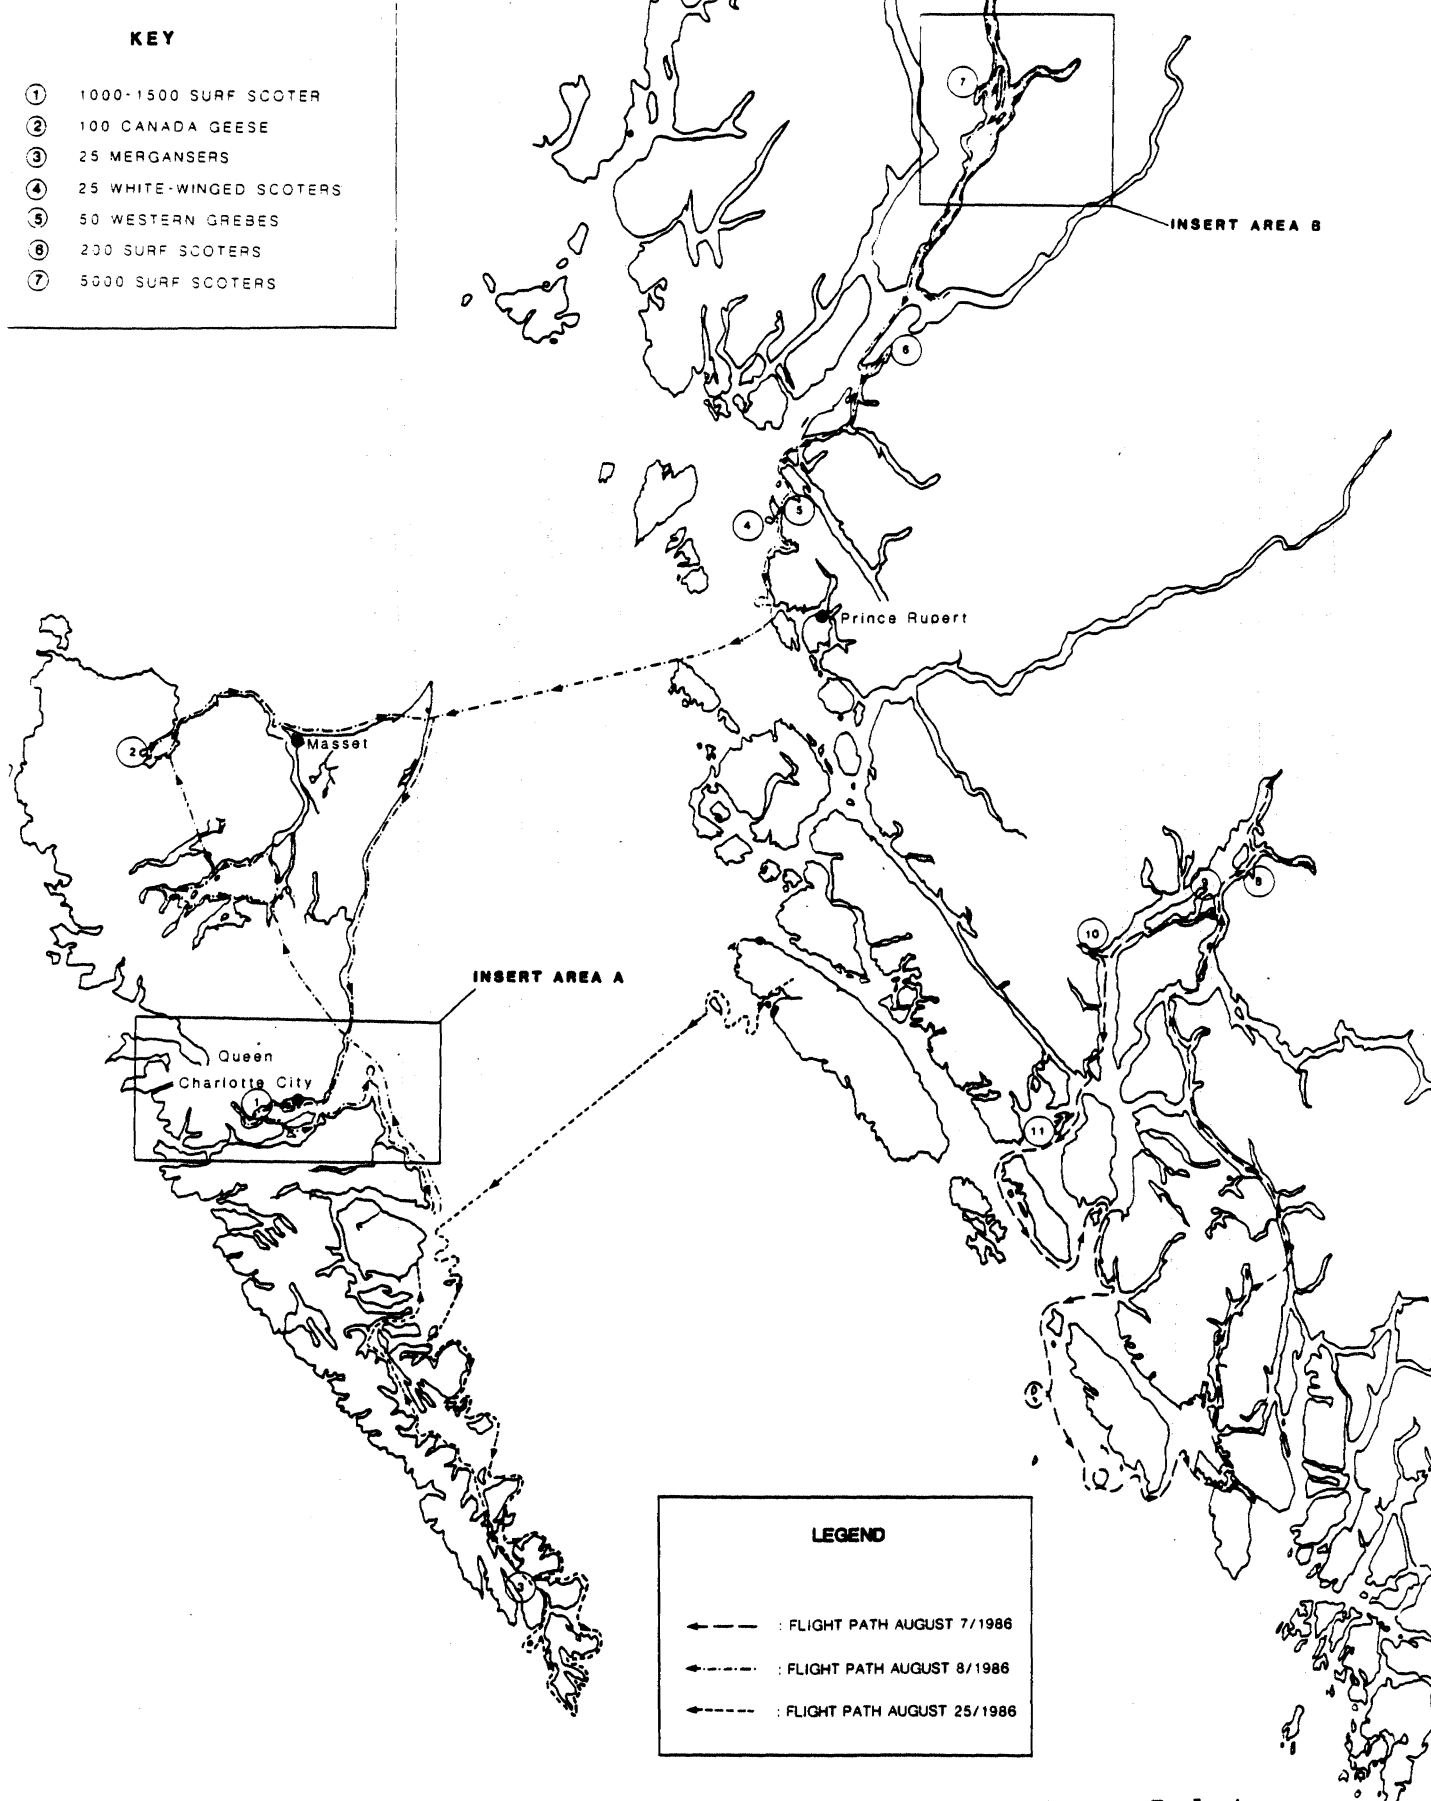 KEY
1 1000-1500 SURF SCOTER
2 100 CANADA GEESE
3 25 MERGANSERS
4 25 WHITE-WINGED SCOTERS
5 50 WESTERN GREBES
6 200 SURF SCOTERS
7 5000 SURF SCOTERS
7
INSERT AREA B
6
4
5
Prince Rupert
2
Masset
8
10
INSERT AREA A
Queen
Charlotte City
1
11
3
LEGEND
: FLIGHT PATH AUGUST 7/1986
: FLIGHT PATH AUGUST 8/1986
: FLIGHT PATH AUGUST 25/1986